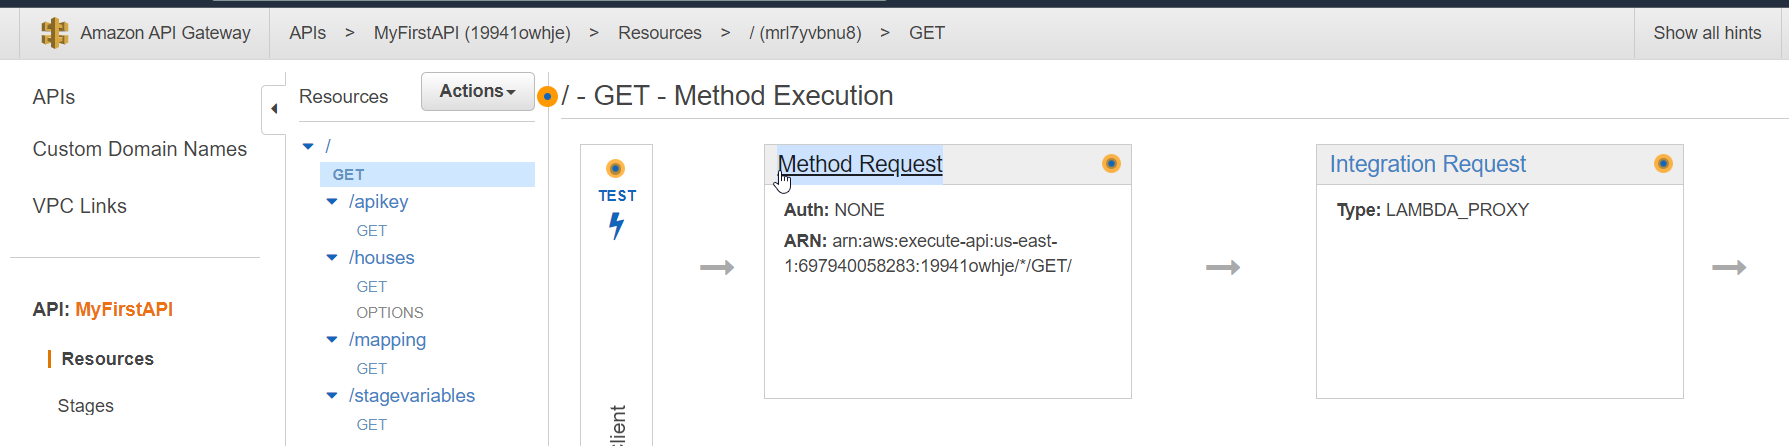 Amazon API Gateway
APIs > MyFirstAPI (19941owhje) > Resources > / (mrl7yvbnu8) > GET
Show all hints
APIs
Custom Domain Names
VPC Links
API: MyFirstAPI
Resources
Stages
Resources
Actions
/
GET
/apikey
GET
/houses
GET
OPTIONS
/mapping
GET
/stagevariables
GET
/ - GET - Method Execution
TEST
Client
Method Request
Auth: NONE
ARN: arn:aws:execute-api:us-east-
1:697940058283:19941owhje/*/GET/
Integration Request
Type: LAMBDA_PROXY